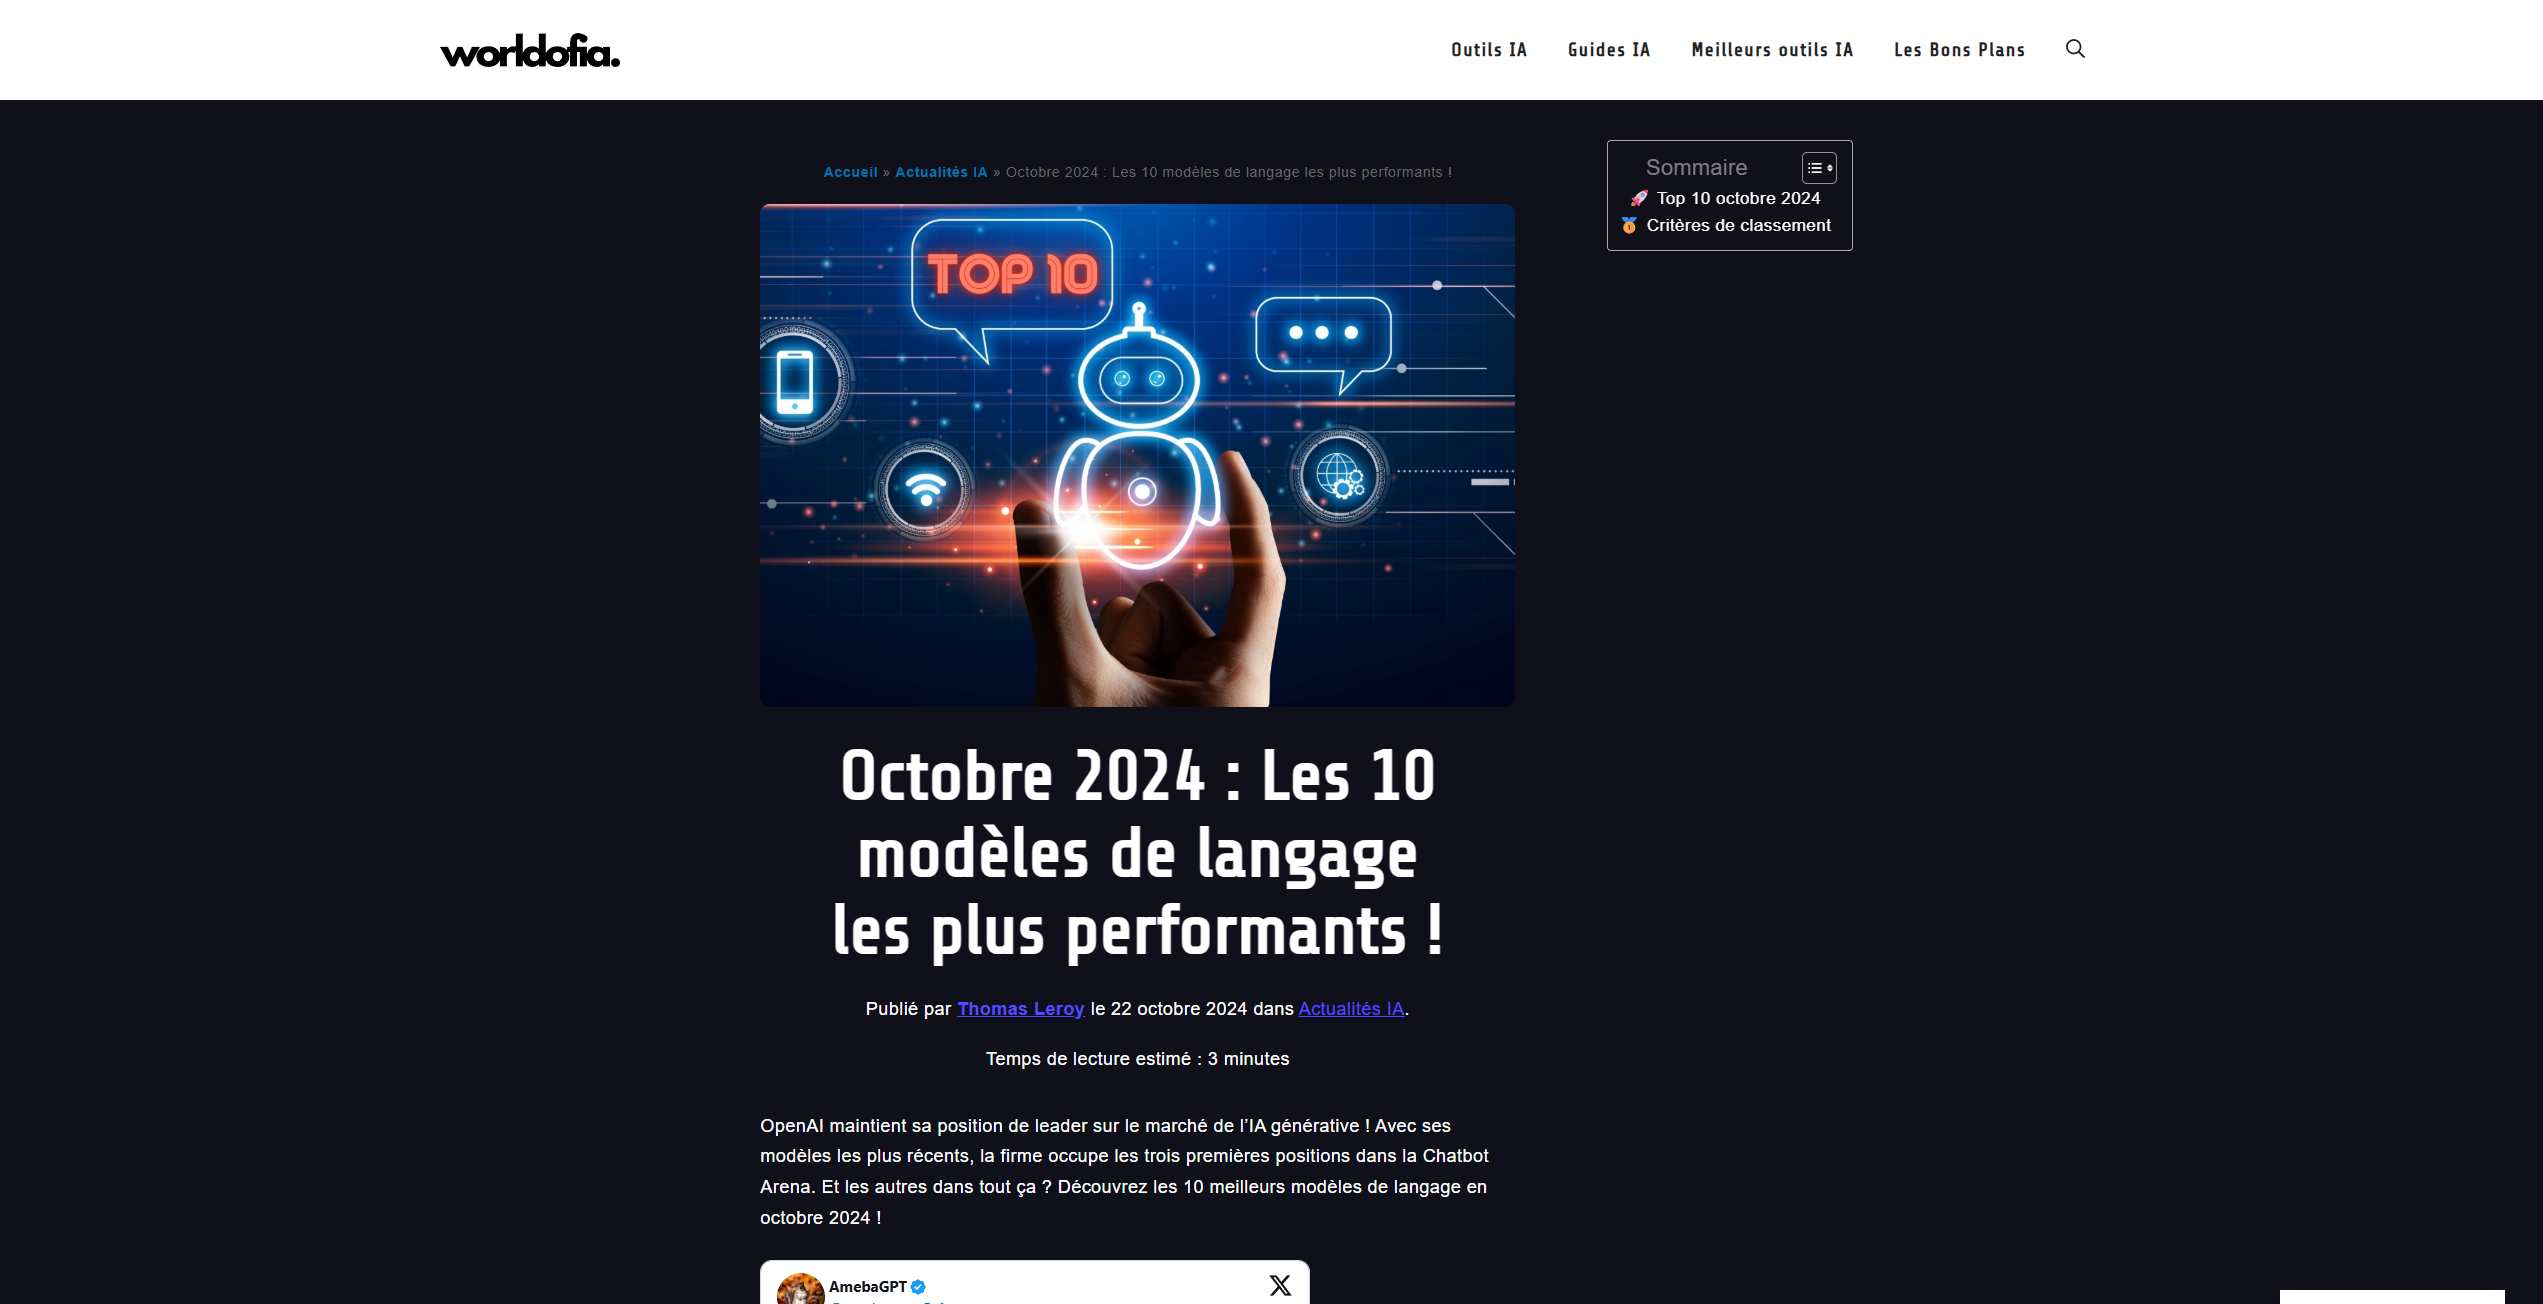 worldofia.
Outils IA
Guides IA
Meilleurs outils IA
Les Bons Plans
Accueil » Actualités IA » Octobre 2024 : Les 10 modèles de langage les plus performants !
Sommaire
🚀 Top 10 octobre 2024
🥇 Critères de classement
TOP 10
Octobre 2024 : Les 10
modèles de langage
les plus performants !
Publié par Thomas Leroy le 22 octobre 2024 dans Actualités IA.
Temps de lecture estimé : 3 minutes
OpenAI maintient sa position de leader sur le marché de l’IA générative ! Avec ses
modèles les plus récents, la firme occupe les trois premières positions dans la Chatbot
Arena. Et les autres dans tout ça ? Découvrez les 10 meilleurs modèles de langage en
octobre 2024 !
AmebaGPT